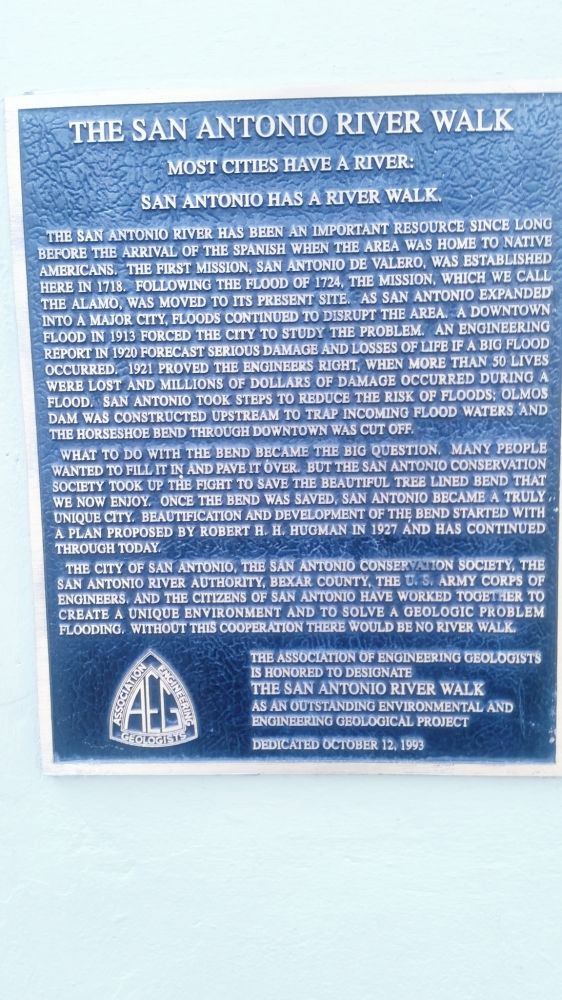 THE SAN ANTONIO RIVER WALK
MOST CITIES HAVE A RIVER:
SAN ANTONIO HAS A RIVER WALK.
THE SAN ANTONIO RIVER HAS BEEN AN IMPORTANT RESOURCE SINCE LONG
BEFORE THE ARRIVAL OF THE SPANISH WHEN THE AREA WAS HOME TO NATIVE
AMERICANS. THE FIRST MISSION, SAN ANTONIO DE VALERO, WAS ESTABLISHED
HERE IN 1718. FOLLOWING THE FLOOD OF 1724, THE MISSION, WHICH WE CALL
THE ALAMO, WAS MOVED TO ITS PRESENT SITE. AS SAN ANTONIO EXPANDED
INTO A MAJOR CITY, FLOODS CONTINUED TO DISRUPT THE AREA. A DOWNTOWN
FLOOD IN 1913 FORCED THE CITY TO STUDY THE PROBLEM. AN ENGINEERING
REPORT IN 1920 FORECAST SERIOUS DAMAGE AND LOSSES OF LIFE IF A BIG FLOOD
OCCURRED. 1921 PROVED THE ENGINEERS RIGHT, WHEN MORE THAN 50 LIVES
WERE LOST AND MILLIONS OF DOLLARS OF DAMAGE OCCURRED DURING A
FLOOD. SAN ANTONIO TOOK STEPS TO REDUCE THE RISK OF FLOODS; OLMOS
DAM WAS CONSTRUCTED UPSTREAM TO TRAP INCOMING FLOOD WATERS AND
THE HORSESHOE BEND THROUGH DOWNTOWN WAS CUT OFF.
WHAT TO DO WITH THE BEND BECAME THE BIG QUESTION. MANY PEOPLE
WANTED TO FILL IT IN AND PAVE IT OVER. BUT THE SAN ANTONIO CONSERVATION
SOCIETY TOOK UP THE FIGHT TO SAVE THE BEAUTIFUL TREE LINED BEND THAT
WE NOW ENJOY. ONCE THE BEND WAS SAVED, SAN ANTONIO BECAME A TRULY
UNIQUE CITY. BEAUTIFICATION AND DEVELOPMENT OF THE BEND STARTED WITH
A PLAN PROPOSED BY ROBERT H. H. HUGMAN IN 1927 AND HAS CONTINUED
THROUGH TODAY.
THE CITY OF SAN ANTONIO, THE SAN ANTONIO CONSERVATION SOCIETY, THE
SAN ANTONIO RIVER AUTHORITY, BEXAR COUNTY, THE U. S. ARMY CORPS OF
ENGINEERS, AND THE CITIZENS OF SAN ANTONIO HAVE WORKED TOGETHER TO
CREATE A UNIQUE ENVIRONMENT AND TO SOLVE A GEOLOGIC PROBLEM
FLOODING. WITHOUT THIS COOPERATION THERE WOULD BE NO RIVER WALK.
ASSOCIATION ENGINEERING
AEG
GEOLOGISTS
THE ASSOCIATION OF ENGINEERING GEOLOGISTS
IS HONORED TO DESIGNATE
THE SAN ANTONIO RIVER WALK
AS AN OUTSTANDING ENVIRONMENTAL AND
ENGINEERING GEOLOGICAL PROJECT
DEDICATED OCTOBER 12, 1993